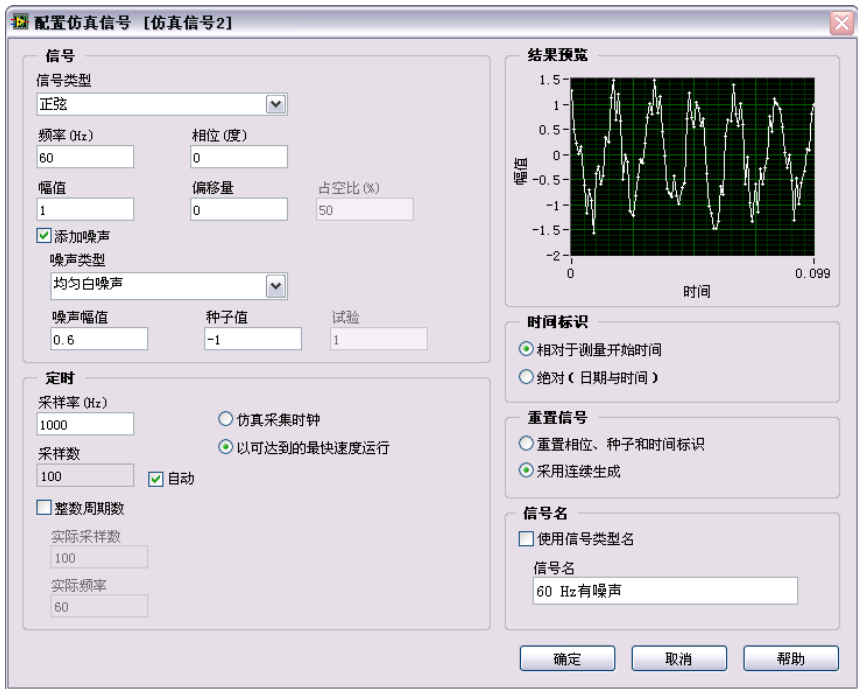 配置仿真信号 [仿真信号2]
信号
信号类型
正弦
频率(Hz) 相位(度)
60 0
幅值 偏移量 占空比(%)
1 0 50
添加噪声
噪声类型
均匀白噪声
噪声幅值 种子值 试验
0.6 -1 1
定时
采样率(Hz)
1000
仿真采集时钟
以可达到的最快速度运行
采样数
100 自动
整数周期数
实际采样数
100
实际频率
60
结果预览
幅值
1.5
1
0.5
0
-0.5
-1
-1.5
-2
0 0.099
时间
时间标识
相对于测量开始时间
绝对(日期与时间)
重置信号
重置相位、种子和时间标识
采用连续生成
信号名
使用信号类型名
信号名
60 Hz有噪声
确定 取消 帮助